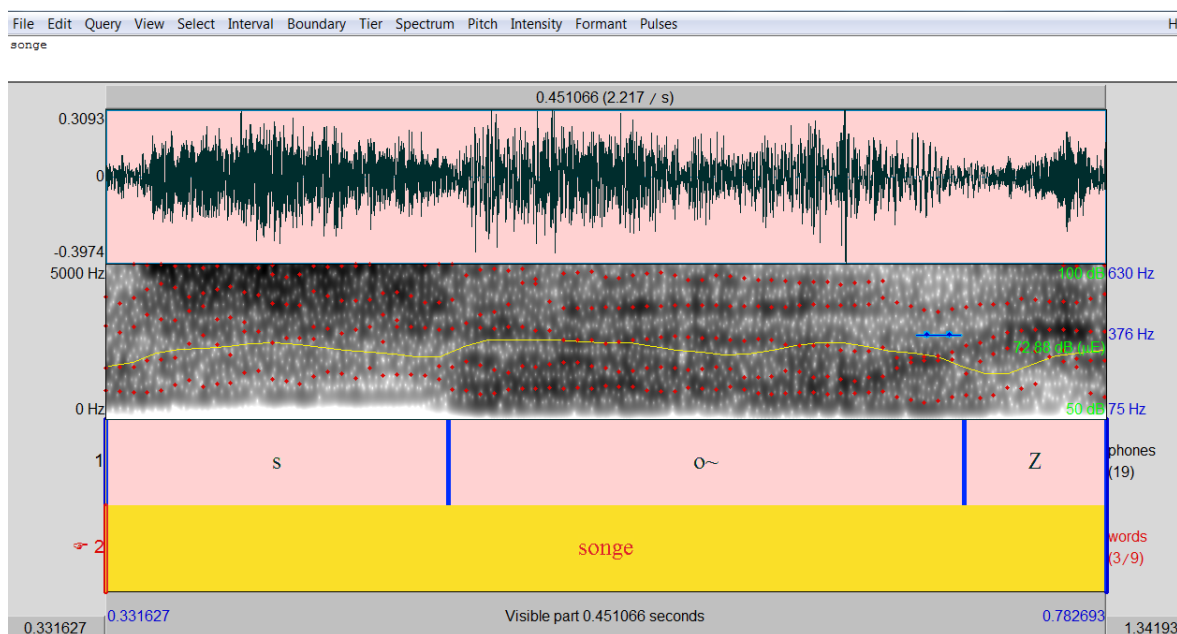 File Edit Query View Select Interval Boundary Tier Spectrum Pitch Intensity Formant Pulses H
songe
0.451066 (2.217 / s)
0.3093
0
-0.3974
5000 Hz 100 dB 630 Hz
376 Hz
72.88 dB (µE)
0 Hz 50 dB 75 Hz
1 s o~ Z phones
(19)
☞ 2 songe words
(3/9)
0.331627 Visible part 0.451066 seconds 0.782693
0.331627 1.34193